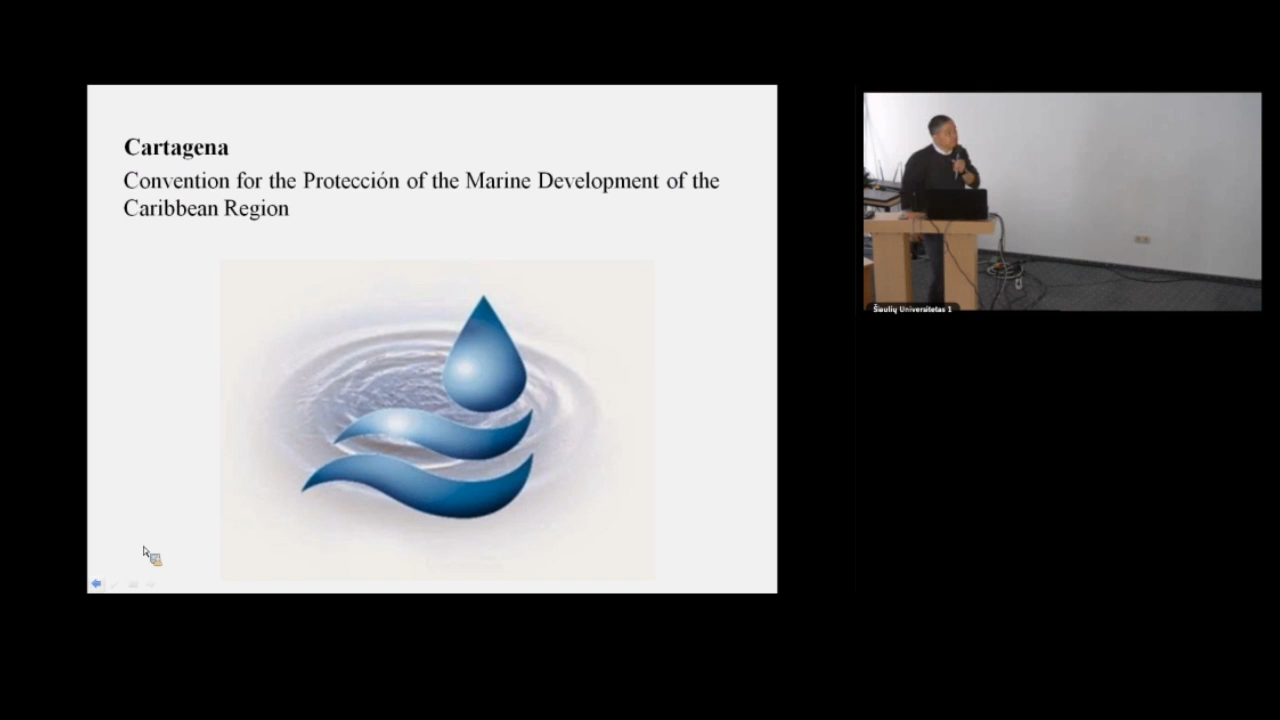 Cartagena
Convention for the Protección of the Marine Development of the
Caribbean Region
Šiaulių Universitetas 1